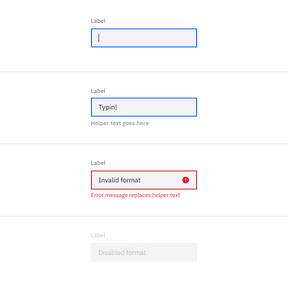 Label
Label
Typin
Helper text goes here
Label
Invalid format
Error message replaces helper text
Label
Disabled format